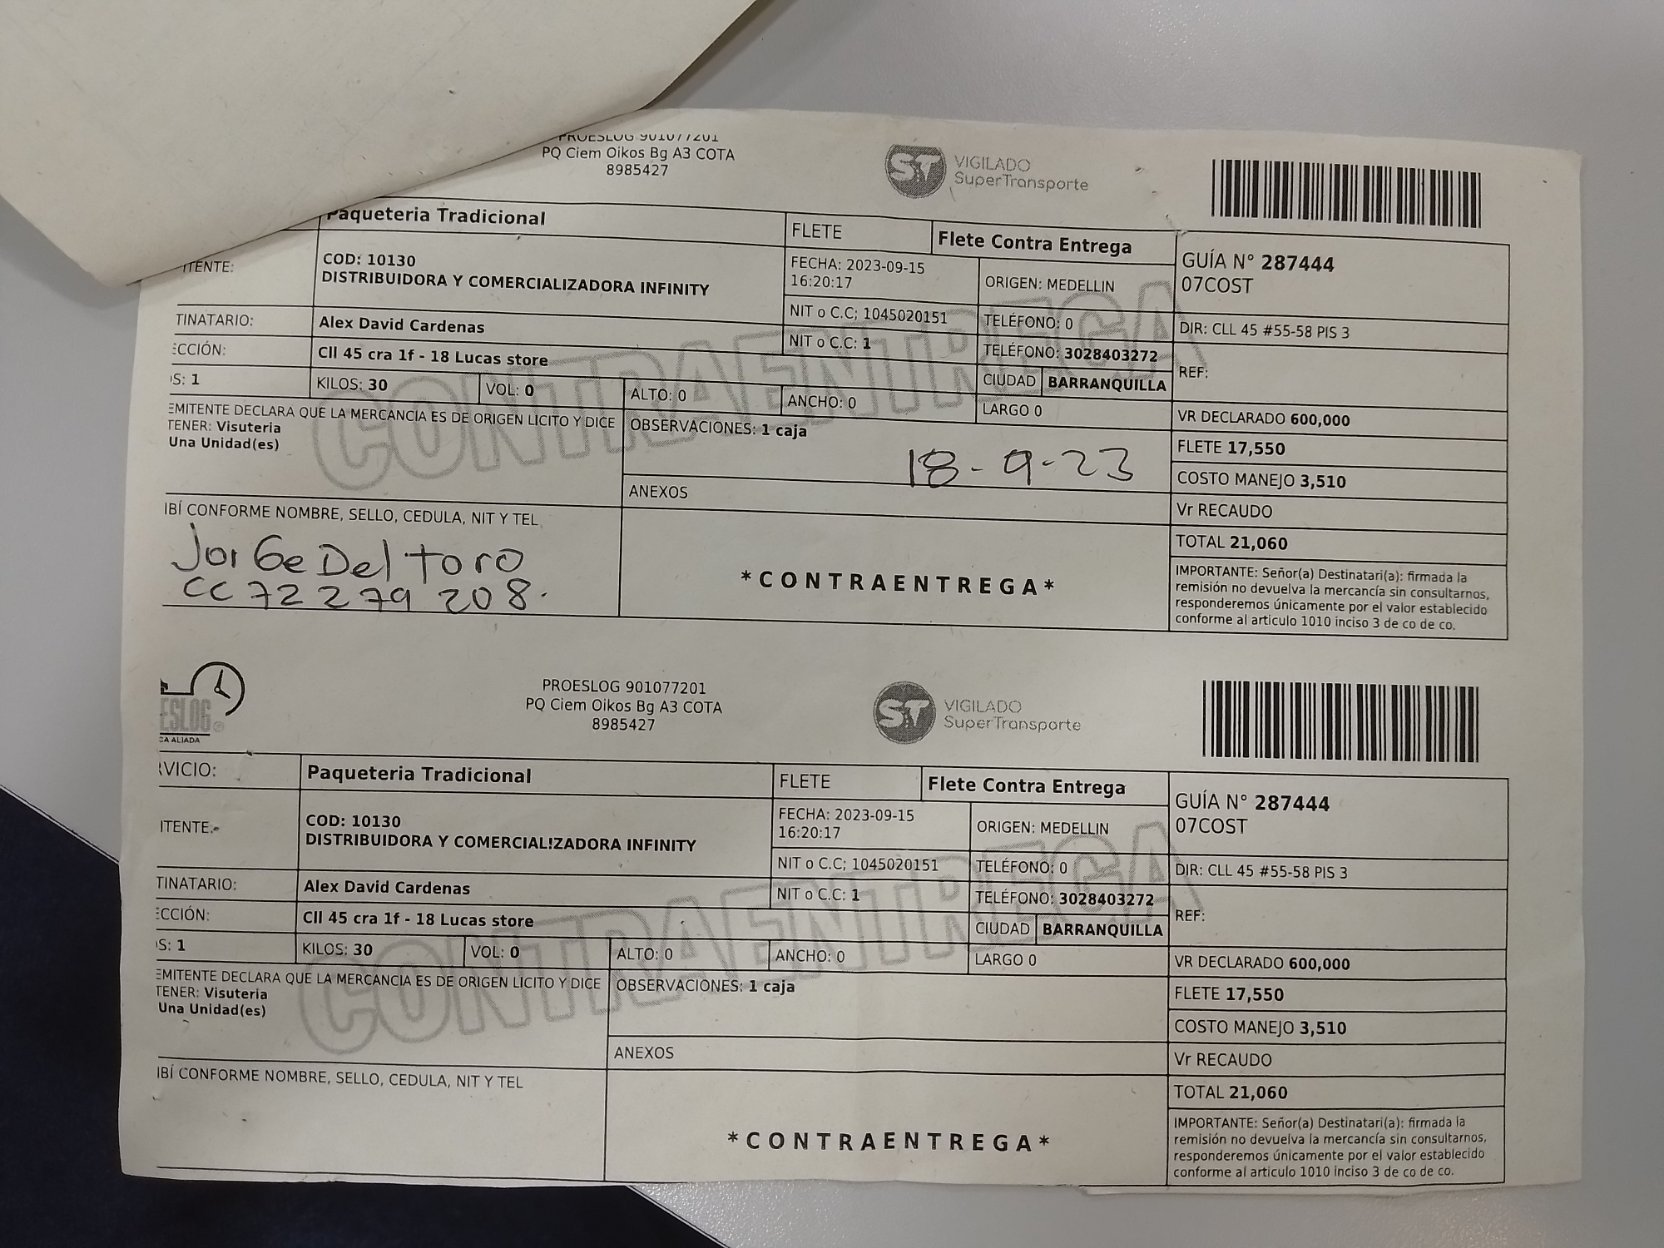 PROESLOG 901077201
PQ Ciem Oikos Bg A3 COTA
8985427
ST VIGILADO
SuperTransporte
Paqueteria Tradicional
FLETE
Flete Contra Entrega
GUÍA N° 287444
07COST
ITENTE:
COD: 10130
DISTRIBUIDORA Y COMERCIALIZADORA INFINITY
FECHA: 2023-09-15
16:20:17
ORIGEN: MEDELLIN
NIT o C.C; 1045020151
TELÉFONO: 0
DIR: CLL 45 #55-58 PIS 3
TINATARIO:
Alex David Cardenas
NIT o C.C: 1
TELÉFONO: 3028403272
REF:
ECCIÓN:
Cll 45 cra 1f - 18 Lucas store
CIUDAD BARRANQUILLA
S: 1
KILOS: 30
VOL: 0
ALTO: 0
ANCHO: 0
LARGO 0
VR DECLARADO 600,000
EMITENTE DECLARA QUE LA MERCANCIA ES DE ORIGEN LICITO Y DICE
TENER: Visuteria
Una Unidad(es)
OBSERVACIONES: 1 caja
18-9-23
FLETE 17,550
COSTO MANEJO 3,510
ANEXOS
Vr RECAUDO
IBÍ CONFORME NOMBRE, SELLO, CEDULA, NIT Y TEL
JorGe Del toro
CC 72 279 208.
TOTAL 21,060
*CONTRAENTREGA*
IMPORTANTE: Señor(a) Destinatari(a): firmada la
remisión no devuelva la mercancía sin consultarnos,
responderemos únicamente por el valor establecido
conforme al articulo 1010 inciso 3 de co de co.
CONTRAENTREGA
ESLOG
CA ALIADA
PROESLOG 901077201
PQ Ciem Oikos Bg A3 COTA
8985427
ST VIGILADO
SuperTransporte
RVICIO:
Paqueteria Tradicional
FLETE
Flete Contra Entrega
GUÍA N° 287444
07COST
ITENTE:
COD: 10130
DISTRIBUIDORA Y COMERCIALIZADORA INFINITY
FECHA: 2023-09-15
16:20:17
ORIGEN: MEDELLIN
NIT o C.C; 1045020151
TELÉFONO: 0
DIR: CLL 45 #55-58 PIS 3
TINATARIO:
Alex David Cardenas
NIT o C.C: 1
TELÉFONO: 3028403272
REF:
ECCIÓN:
Cll 45 cra 1f - 18 Lucas store
CIUDAD BARRANQUILLA
S: 1
KILOS: 30
VOL: 0
ALTO: 0
ANCHO: 0
LARGO 0
VR DECLARADO 600,000
EMITENTE DECLARA QUE LA MERCANCIA ES DE ORIGEN LICITO Y DICE
TENER: Visuteria
Una Unidad(es)
OBSERVACIONES: 1 caja
FLETE 17,550
COSTO MANEJO 3,510
ANEXOS
Vr RECAUDO
IBÍ CONFORME NOMBRE, SELLO, CEDULA, NIT Y TEL
TOTAL 21,060
*CONTRAENTREGA*
IMPORTANTE: Señor(a) Destinatari(a): firmada la
remisión no devuelva la mercancía sin consultarnos,
responderemos únicamente por el valor establecido
conforme al articulo 1010 inciso 3 de co de co.
CONTRAENTREGA